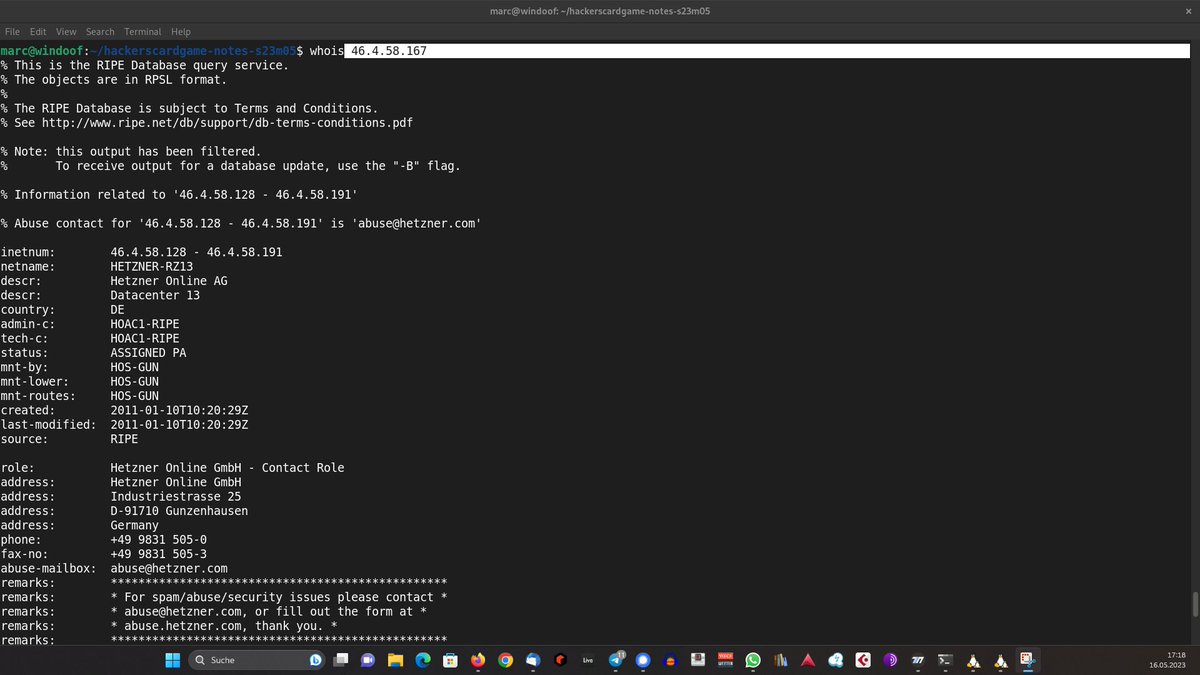 marc@windoof: ~/hackerscardgame-notes-s23m05
File Edit View Search Terminal Help
marc@windoof:~/hackerscardgame-notes-s23m05$ whois 46.4.58.167
% This is the RIPE Database query service.
% The objects are in RPSL format.
%
% The RIPE Database is subject to Terms and Conditions.
% See http://www.ripe.net/db/support/db-terms-conditions.pdf
% Note: this output has been filtered.
%       To receive output for a database update, use the "-B" flag.
% Information related to '46.4.58.128 - 46.4.58.191'
% Abuse contact for '46.4.58.128 - 46.4.58.191' is 'abuse@hetzner.com'
inetnum:        46.4.58.128 - 46.4.58.191
netname:        HETZNER-RZ13
descr:          Hetzner Online AG
descr:          Datacenter 13
country:        DE
admin-c:        HOAC1-RIPE
tech-c:         HOAC1-RIPE
status:         ASSIGNED PA
mnt-by:         HOS-GUN
mnt-lower:      HOS-GUN
mnt-routes:     HOS-GUN
created:        2011-01-10T10:20:29Z
last-modified:  2011-01-10T10:20:29Z
source:         RIPE
role:           Hetzner Online GmbH - Contact Role
address:        Hetzner Online GmbH
address:        Industriestrasse 25
address:        D-91710 Gunzenhausen
address:        Germany
phone:          +49 9831 505-0
fax-no:         +49 9831 505-3
abuse-mailbox:  abuse@hetzner.com
remarks:        *************************************************
remarks:        * For spam/abuse/security issues please contact *
remarks:        * abuse@hetzner.com, or fill out the form at *
remarks:        * abuse.hetzner.com, thank you. *
remarks:        *************************************************
Suche
Live
11
17:18
16.05.2023